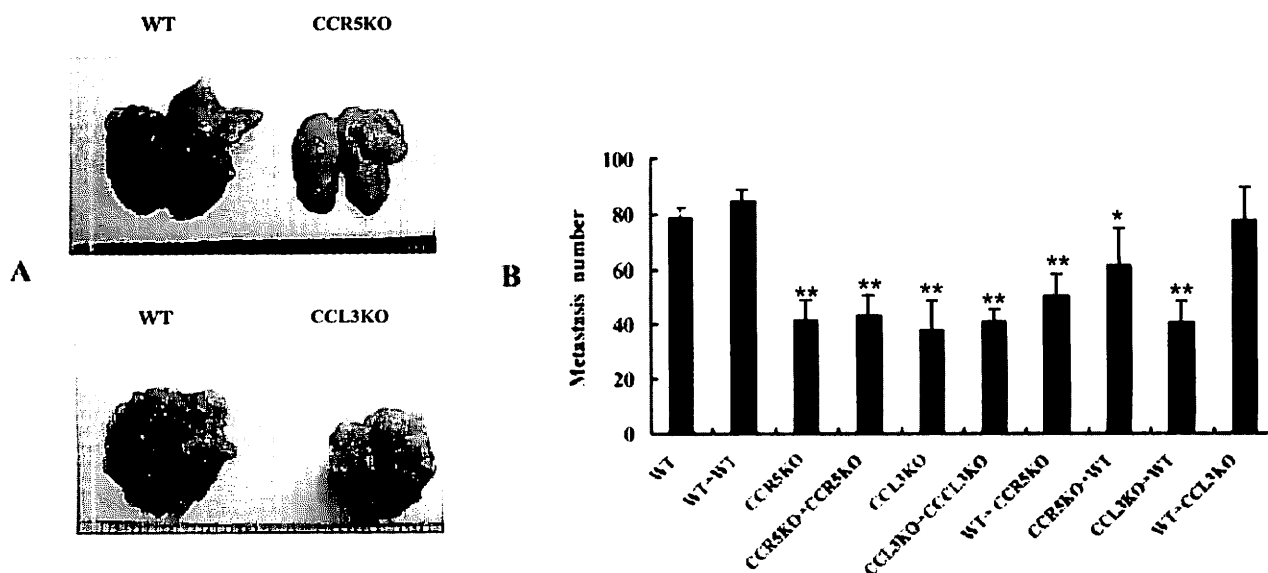 WT CCR5KO
A
WT CCL3KO
B
Metastasis number
100
80
60
40
20
0
** ** ** ** ** * **
WT
WT→WT
CCR5KO
CCR5KO→CCR5KO
CCL3KO
CCL3KO→CCCL3KO
WT→CCR5KO
CCR5KO→WT
CCL3KO→WT
WT→CCL3KO